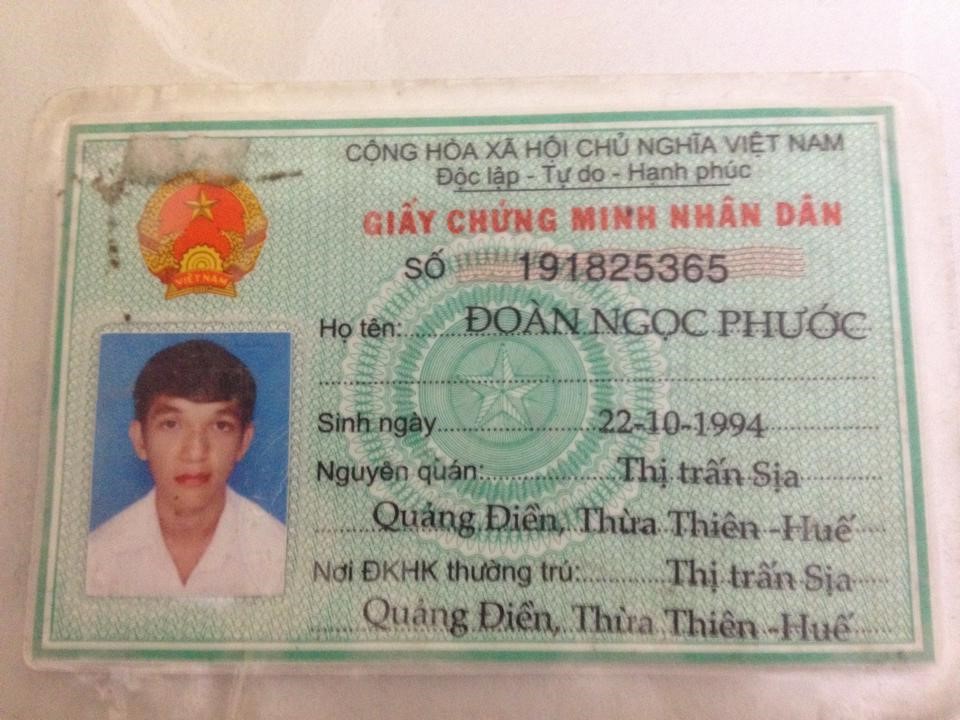 CỘNG HÒA XÃ HỘI CHỦ NGHĨA VIỆT NAM
Độc lập - Tự do - Hạnh phúc
GIẤY CHỨNG MINH NHÂN DÂN
SỐ 191825365
Họ tên: ĐOÀN NGỌC PHƯỚC
Sinh ngày 22-10-1994
Nguyên quán: Thị trấn Sịa
Quảng Điền, Thừa Thiên -Huế
Nơi ĐKHK thường trú: Thị trấn Sịa
Quảng Điền, Thừa Thiên -Huế
VIỆT NAM